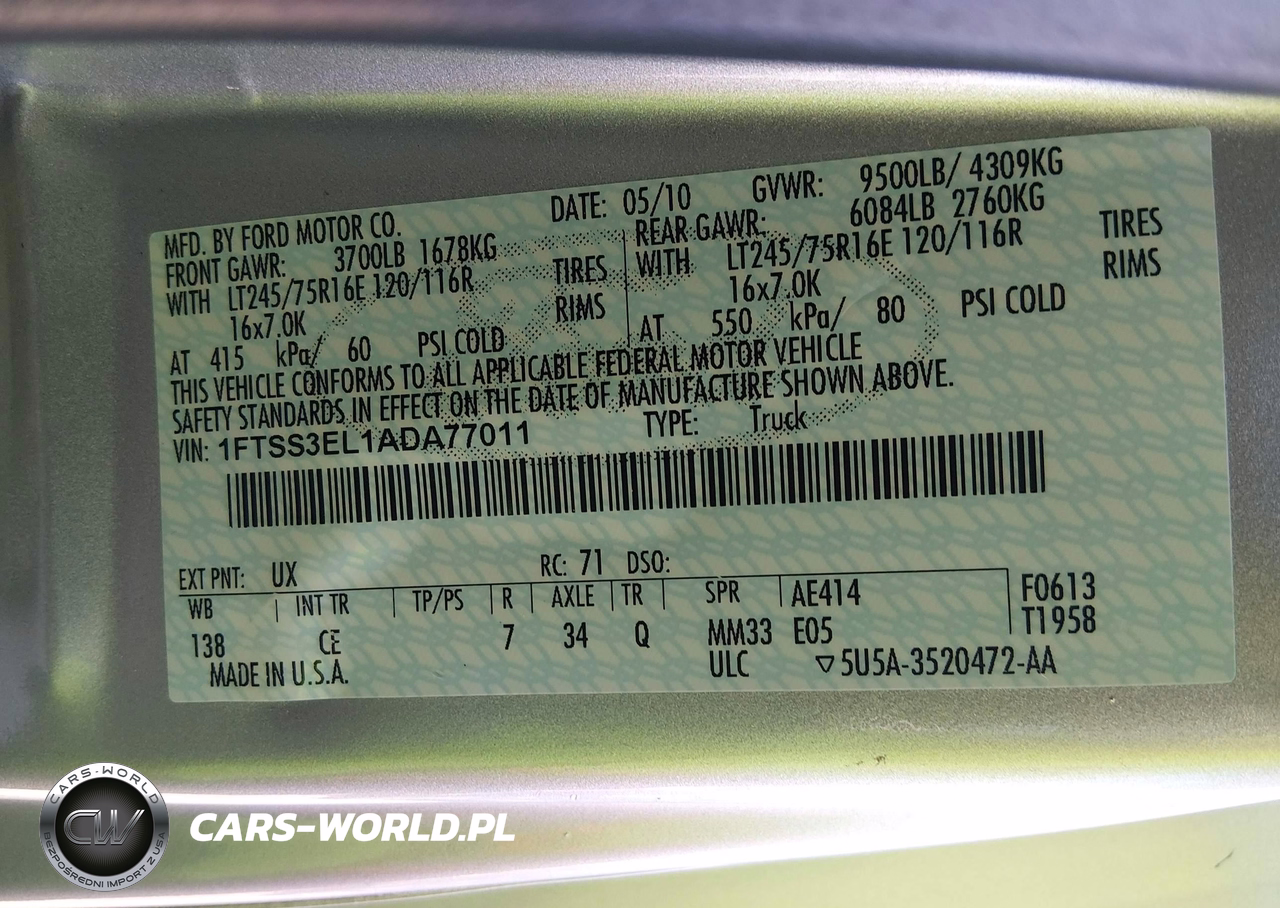 MFD. BY FORD MOTOR CO. DATE: 05/10 GVWR: 9500LB/ 4309KG
FRONT GAWR: 3700LB 1678KG REAR GAWR: 6084LB 2760KG
WITH LT245/75R16E 120/116R TIRES WITH LT245/75R16E 120/116R TIRES
16x7.0K RIMS 16x7.0K RIMS
AT 415 kPa/ 60 PSI COLD AT 550 kPa/ 80 PSI COLD
THIS VEHICLE CONFORMS TO ALL APPLICABLE FEDERAL MOTOR VEHICLE
SAFETY STANDARDS IN EFFECT ON THE DATE OF MANUFACTURE SHOWN ABOVE.
VIN: 1FTSS3EL1ADA77011 TYPE: Truck
EXT PNT: UX RC: 71 DSO:
WB INT TR TP/PS R AXLE TR SPR AE414 F0613
138 CE 7 34 Q MM33 E05 T1958
MADE IN U.S.A. ULC 5U5A-3520472-AA
CARS-WORLD
CW
BEZPOŚREDNI IMPORT Z USA
CARS-WORLD.PL